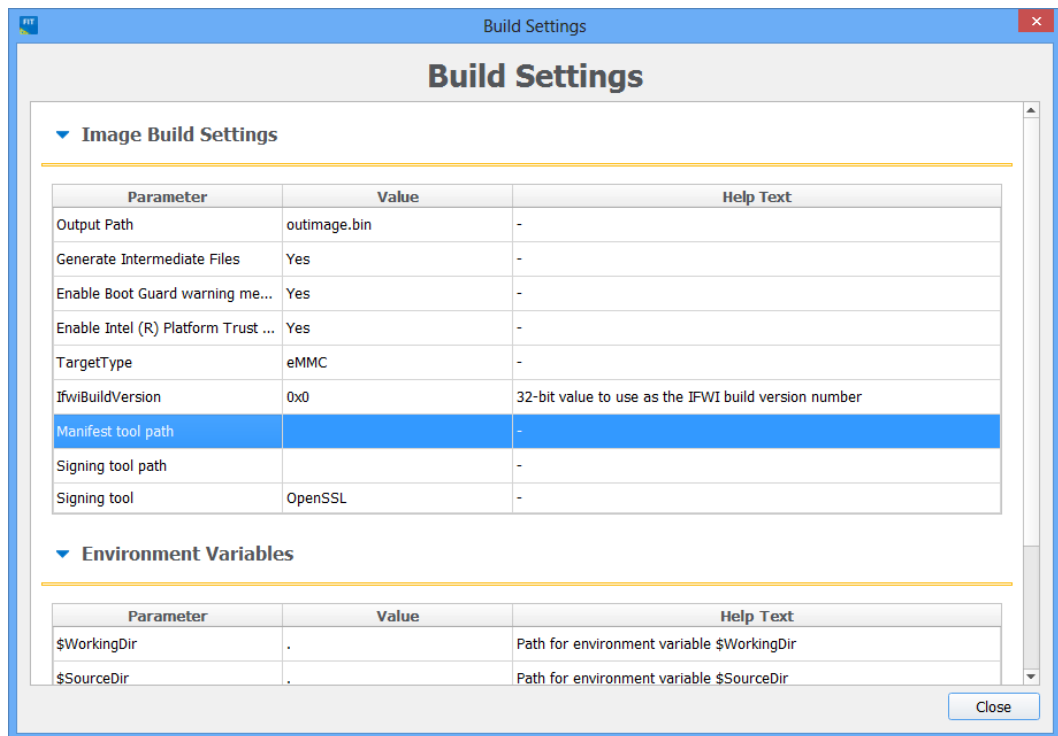 FIT
Build Settings
Build Settings
Image Build Settings
Parameter Value Help Text
Output Path outimage.bin -
Generate Intermediate Files Yes -
Enable Boot Guard warning me... Yes -
Enable Intel (R) Platform Trust ... Yes -
TargetType eMMC -
IfwiBuildVersion 0x0 32-bit value to use as the IFWI build version number
Manifest tool path -
Signing tool path -
Signing tool OpenSSL -
Environment Variables
Parameter Value Help Text
$WorkingDir . Path for environment variable $WorkingDir
$SourceDir . Path for environment variable $SourceDir
Close